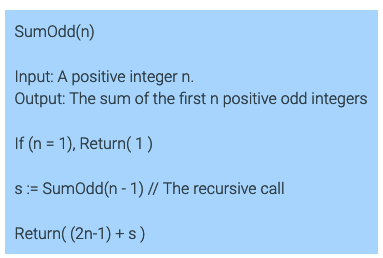 SumOdd(n)
Input: A positive integer n.
Output: The sum of the first n positive odd integers
If (n = 1), Return( 1 )
s := SumOdd(n - 1) // The recursive call
Return( (2n-1) + s )